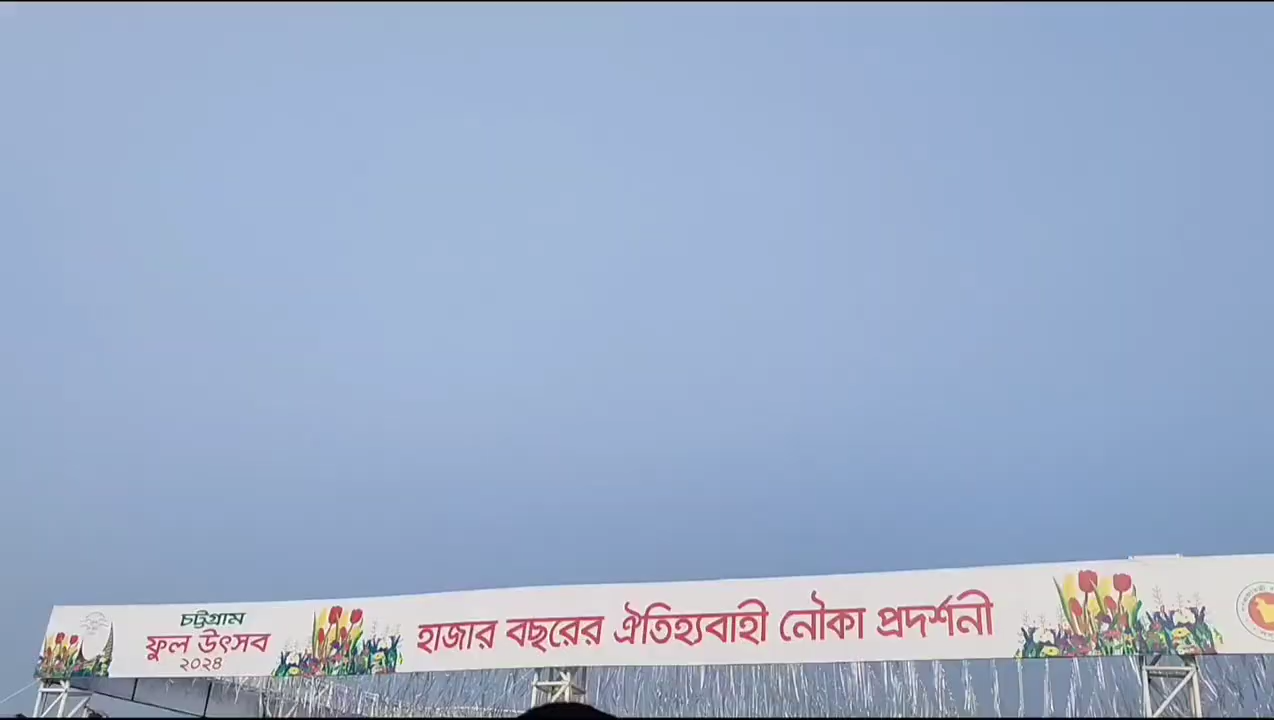 চট্টগ্রাম
ফুল উৎসব
২০২৪
হাজার বছরের ঐতিহ্যবাহী নৌকা প্রদর্শনী